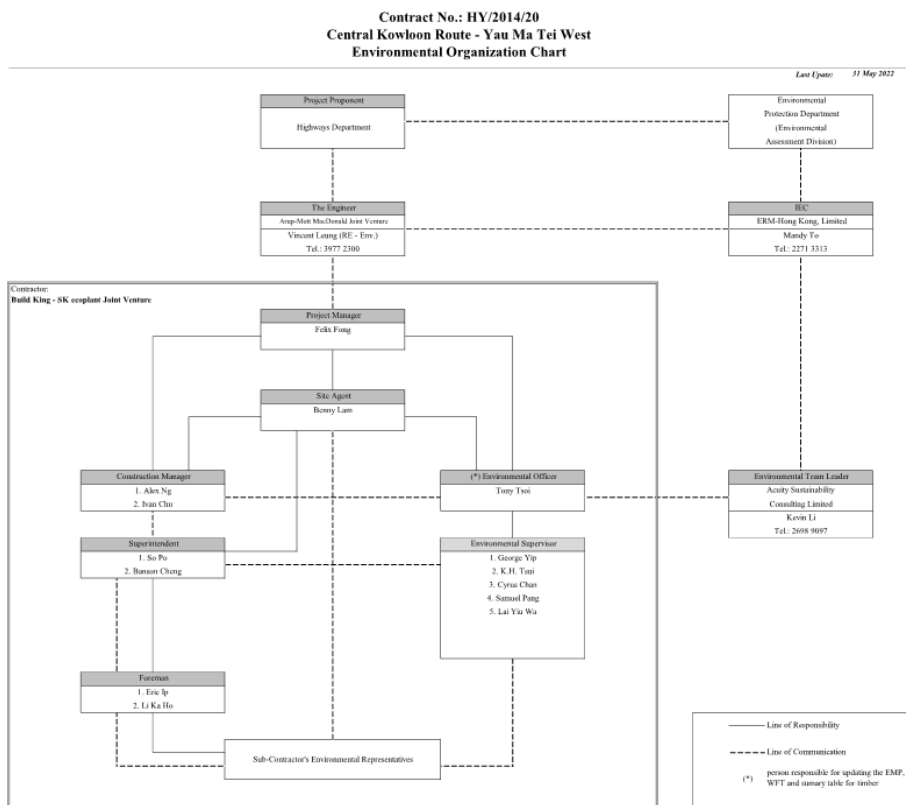 Contract No.: HY/2014/20
Central Kowloon Route - Yau Ma Tei West
Environmental Organization Chart
Last Upate: 31 May 2022
Project Proponent
Highways Department
Environmental
Protection Department
(Environmental
Assessment Division)
The Engineer
Arup-Mott MacDonald Joint Venture
Vincent Leung (RE - Env.)
Tel.: 3977 2300
IEC
ERM-Hong Kong, Limited
Mandy To
Tel.: 2271 3313
Contractor:
Build King - SK ecoplant Joint Venture
Project Manager
Felix Fong
Site Agent
Benny Lam
Construction Manager
1. Alex Ng
2. Ivan Chu
(*) Environmental Officer
Tony Tsoi
Environmental Team Leader
Acuity Sustainability
Consulting Limited
Kevin Li
Tel.: 2698 9097
Superintendent
1. So Po
2. Banson Cheng
Environmental Supervisor
1. George Yip
2. K.H. Tsui
3. Cyrus Chan
4. Samuel Pang
5. Lai Yiu Wa
Foreman
1. Eric Ip
2. Li Ka Ho
Sub-Contractor's Environmental Representatives
Line of Responsibility
Line of Communication
(*) person responsible for updating the EMP,
WFT and sumary table for timber